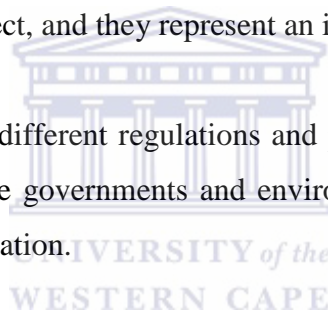 ect, and they represent an i
different regulations and
e governments and enviro
ation.
UNIVERSITY of the
WESTERN CAPE